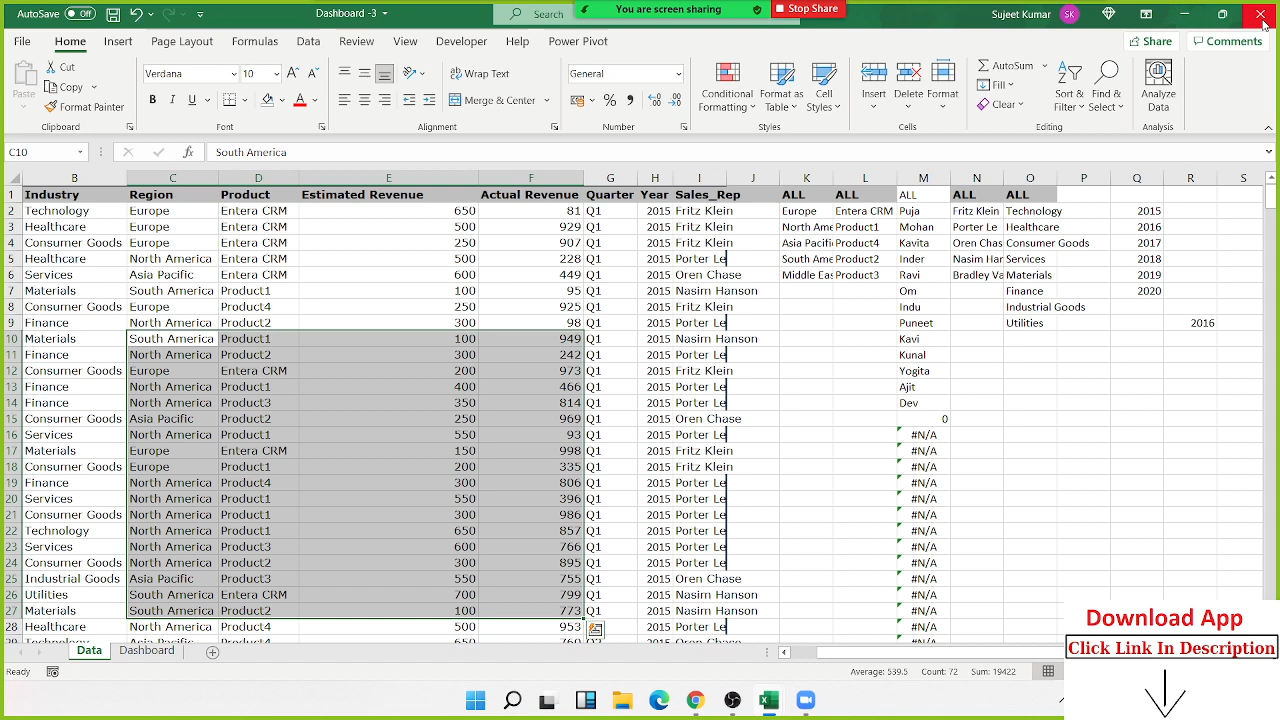 AutoSave Off Dashboard -3 Search You are screen sharing Stop Share Sujeet Kumar SK
File Home Insert Page Layout Formulas Data Review View Developer Help Power Pivot Share Comments
Paste Cut Copy Format Painter Clipboard
Verdana 10 B I U Font
Wrap Text Merge & Center Alignment
General Number
Conditional Formatting Format as Table Cell Styles Styles
Insert Delete Format Cells
AutoSum Fill Clear Sort & Filter Find & Select Editing
Analyze Data Analysis
C10 fx South America
B C D E F G H I J K L M N O P Q R S
1 Industry Region Product Estimated Revenue Actual Revenue Quarter Year Sales_Rep ALL ALL ALL ALL ALL
2 Technology Europe Entera CRM 650 81 Q1 2015 Fritz Klein Europe Entera CRM Puja Fritz Klein Technology 2015
3 Healthcare Europe Entera CRM 500 929 Q1 2015 Fritz Klein North Ame Product1 Mohan Porter Le Healthcare 2016
4 Consumer Goods Europe Entera CRM 250 907 Q1 2015 Fritz Klein Asia Pacifi Product4 Kavita Oren Chas Consumer Goods 2017
5 Healthcare North America Entera CRM 500 228 Q1 2015 Porter Le South Ame Product2 Inder Nasim Har Services 2018
6 Services Asia Pacific Entera CRM 600 449 Q1 2015 Oren Chase Middle Eas Product3 Ravi Bradley Va Materials 2019
7 Materials South America Product1 100 95 Q1 2015 Nasim Hanson Om Finance 2020
8 Consumer Goods Europe Product4 250 925 Q1 2015 Fritz Klein Indu Industrial Goods
9 Finance North America Product2 300 98 Q1 2015 Porter Le Puneet Utilities 2016
10 Materials South America Product1 100 949 Q1 2015 Nasim Hanson Kavi
11 Finance North America Product2 300 242 Q1 2015 Porter Le Kunal
12 Consumer Goods Europe Entera CRM 200 973 Q1 2015 Fritz Klein Yogita
13 Finance North America Product1 400 466 Q1 2015 Porter Le Ajit
14 Finance North America Product3 350 814 Q1 2015 Porter Le Dev
15 Consumer Goods Asia Pacific Product2 250 969 Q1 2015 Oren Chase 0
16 Services North America Product1 550 93 Q1 2015 Porter Le #N/A
17 Materials Europe Entera CRM 150 998 Q1 2015 Fritz Klein #N/A
18 Consumer Goods Europe Product1 200 335 Q1 2015 Fritz Klein #N/A
19 Finance North America Product4 300 806 Q1 2015 Porter Le #N/A
20 Services North America Product1 550 396 Q1 2015 Porter Le #N/A
21 Consumer Goods North America Product1 300 986 Q1 2015 Porter Le #N/A
22 Technology North America Product1 650 857 Q1 2015 Porter Le #N/A
23 Services North America Product3 600 766 Q1 2015 Porter Le #N/A
24 Consumer Goods North America Product2 300 895 Q1 2015 Porter Le #N/A
25 Industrial Goods Asia Pacific Product3 550 755 Q1 2015 Oren Chase #N/A
26 Utilities South America Entera CRM 700 799 Q1 2015 Nasim Hanson #N/A
27 Materials South America Product2 100 773 Q1 2015 Nasim Hanson #N/A
28 Healthcare North America Product4 500 953 Q1 2015 Porter Le #N/A
Data Dashboard
Ready Average: 539.5 Count: 72 Sum: 19422
Download App
Click Link In Description